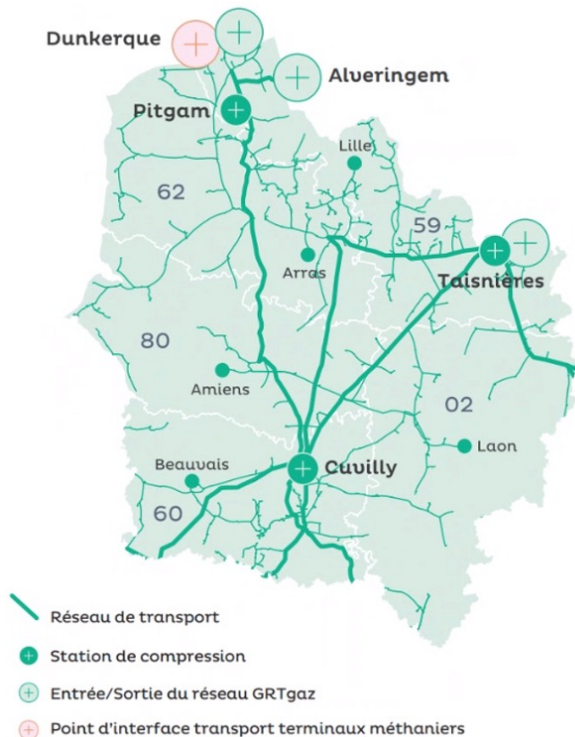 Dunkerque
Alveringem
Pitgam
Lille
62
59
Arras
Taisnières
80
Amiens
02
Laon
Beauvais
Cuvilly
60
Réseau de transport
Station de compression
Entrée/Sortie du réseau GRTgaz
Point d'interface transport terminaux méthaniers